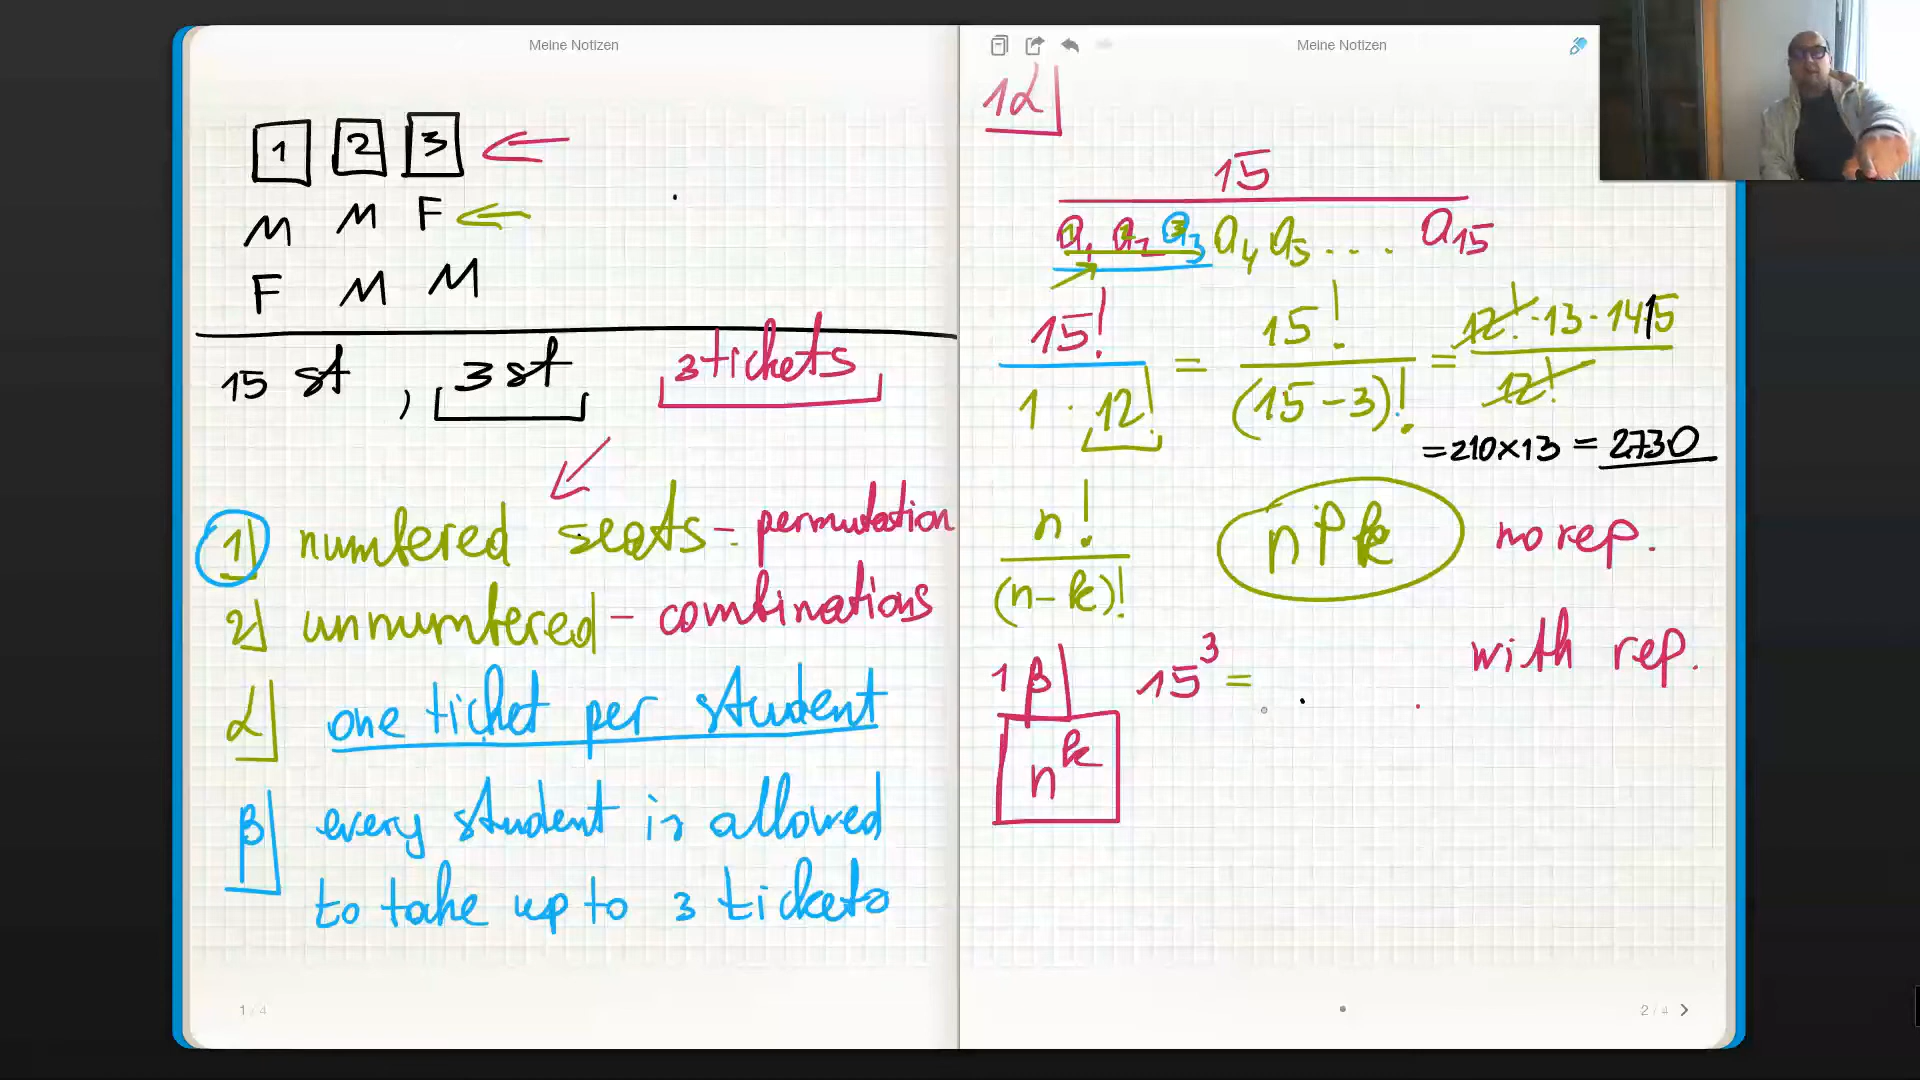 Meine Notizen
1 2 3
M M F
F M M
15 st , 3 st 3 tickets
1) numbered seats - permutation
2) unnumbered - combinations
α one ticket per student
β every student is allowed
to take up to 3 tickets
1 / 4
Meine Notizen
1α
15
a1 a2 a3 a4 a5 ... a15
15! / 1 · 12! = 15! / (15-3)! = 12! · 13 · 14 15 / 12!
= 210×13 = 2730
n! / (n-k)! nPk no rep.
with rep.
1β 15³ =
n^k
2 / 4